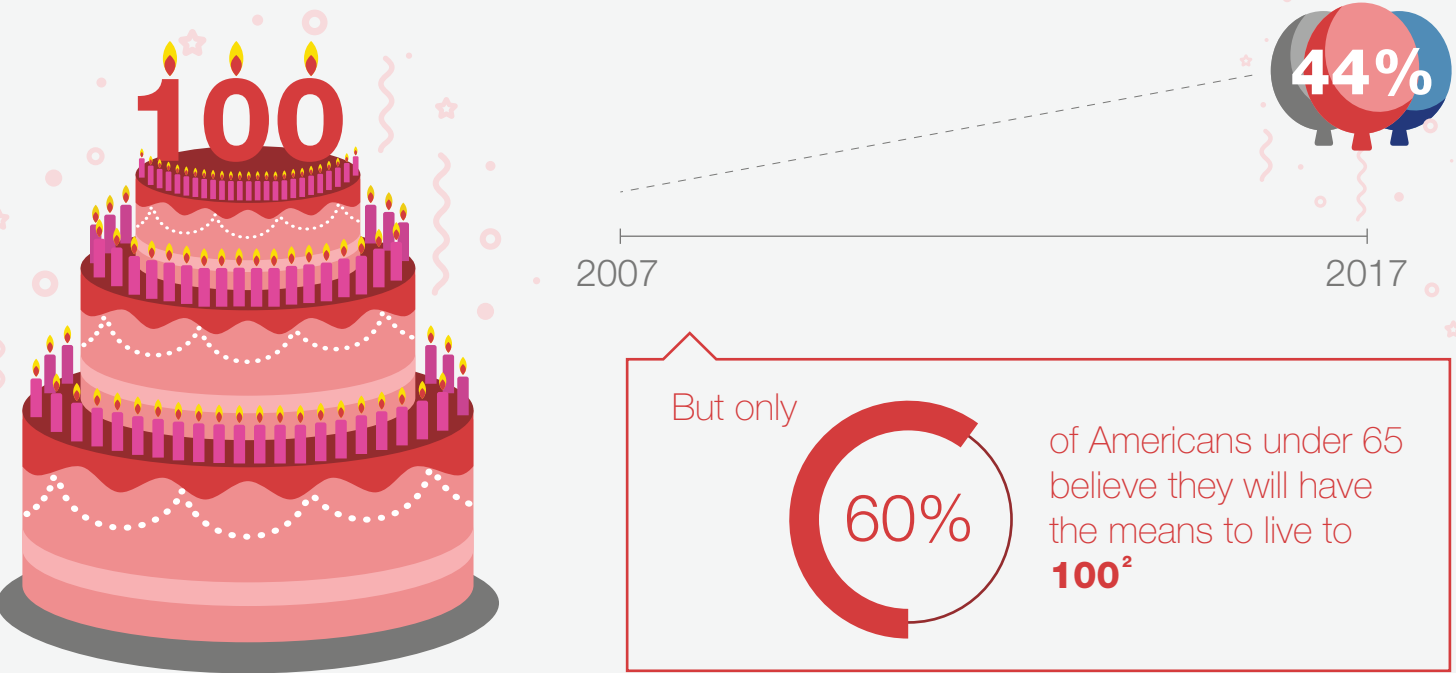 100
44%
2007
2017
But only
60%
of Americans under 65
believe they will have
the means to live to
100²